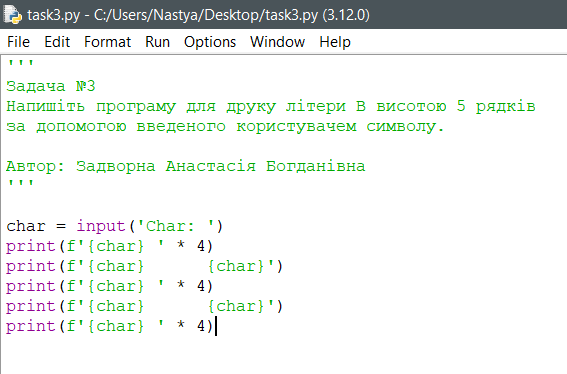 task3.py - C:/Users/Nastya/Desktop/task3.py (3.12.0)
File Edit Format Run Options Window Help
'''
Задача №3
Напишіть програму для друку літери В висотою 5 рядків
за допомогою введеного користувачем символу.

Автор: Задворна Анастасія Богданівна
'''

char = input('Char: ')
print(f'{char} ' * 4)
print(f'{char}      {char}')
print(f'{char} ' * 4)
print(f'{char}      {char}')
print(f'{char} ' * 4)